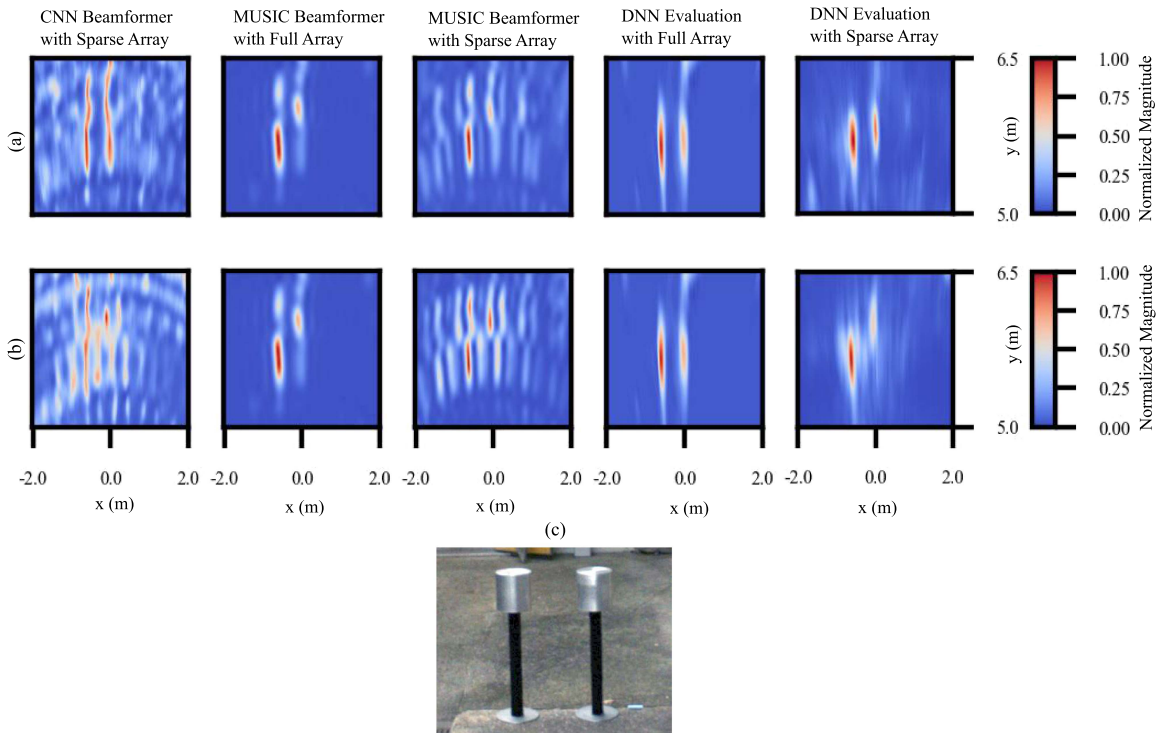 CNN Beamformer
with Sparse Array
MUSIC Beamformer
with Full Array
MUSIC Beamformer
with Sparse Array
DNN Evaluation
with Full Array
DNN Evaluation
with Sparse Array
(a)
6.5
y (m)
5.0
1.00
0.75
0.50
0.25
0.00
Normalized Magnitude
(b)
6.5
y (m)
5.0
1.00
0.75
0.50
0.25
0.00
Normalized Magnitude
-2.0 0.0 2.0
x (m)
-2.0 0.0 2.0
x (m)
-2.0 0.0 2.0
x (m)
-2.0 0.0 2.0
x (m)
-2.0 0.0 2.0
x (m)
(c)